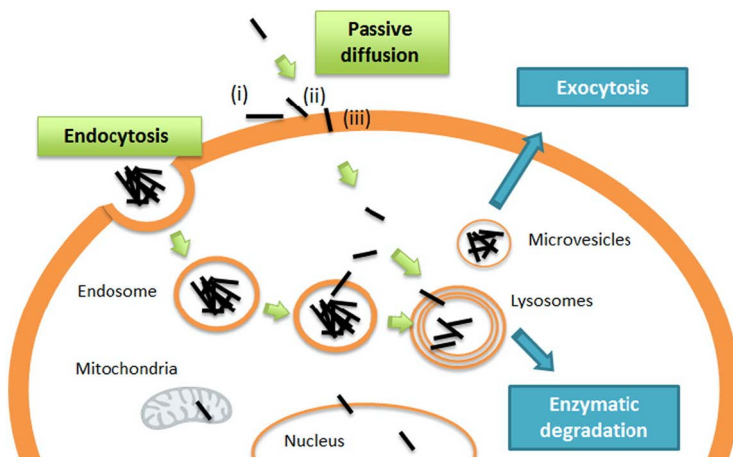 Passive
diffusion
(i)
(ii)
(iii)
Exocytosis
Endocytosis
Microvesicles
Endosome
Lysosomes
Mitochondria
Enzymatic
degradation
Nucleus